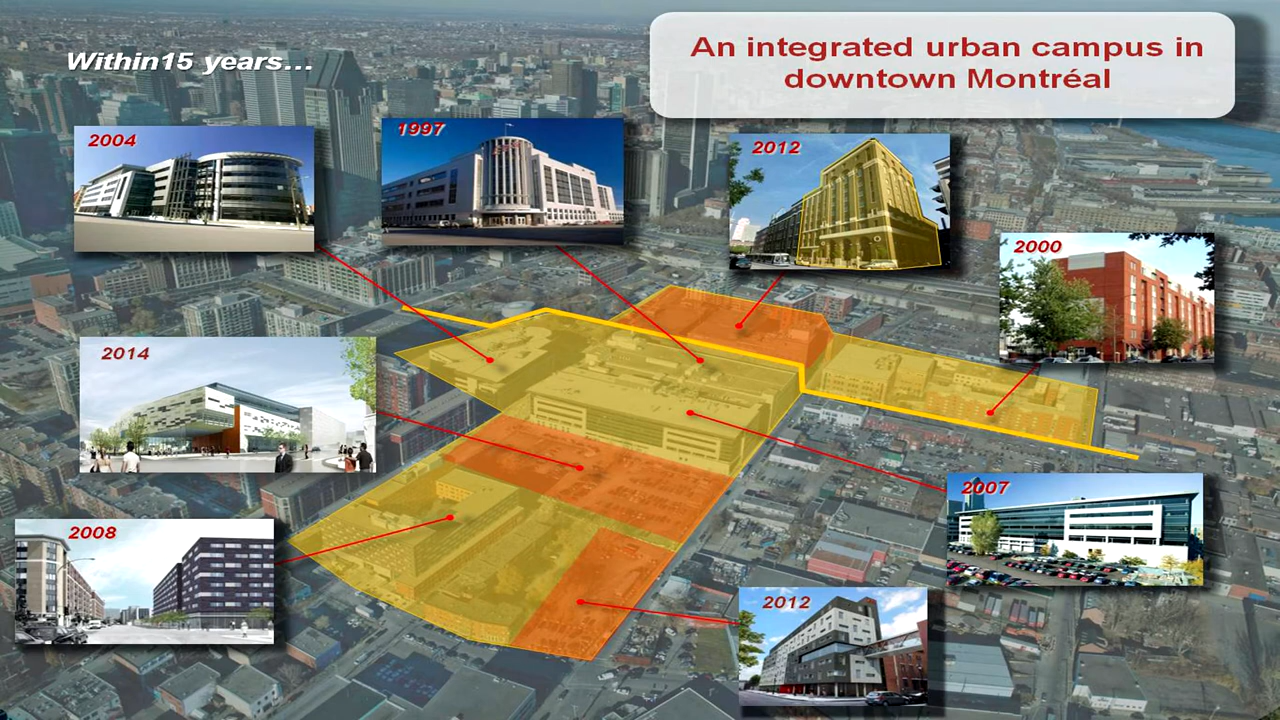 Within15 years...
An integrated urban campus in
downtown Montréal
2004
1997
2012
2000
2014
2007
2008
2012